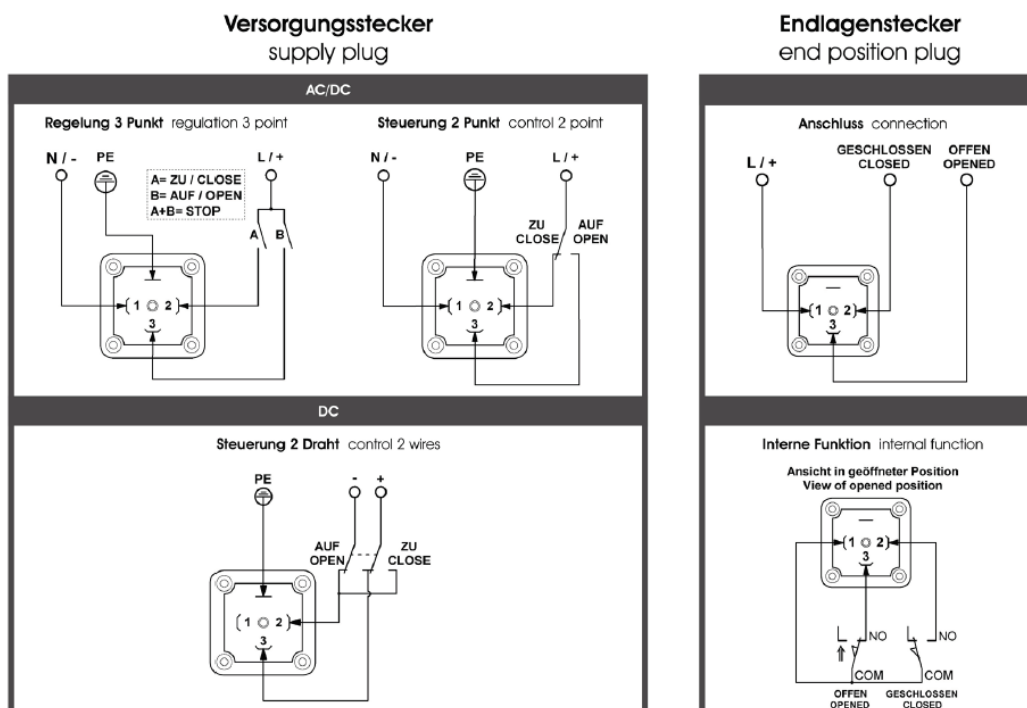 Versorgungsstecker
supply plug
AC/DC
Regelung 3 Punkt regulation 3 point
N / - PE L / +
A= ZU / CLOSE
B= AUF / OPEN
A+B= STOP
A B
1 2
3
Steuerung 2 Punkt control 2 point
N / - PE L / +
ZU AUF
CLOSE OPEN
1 2
3
DC
Steuerung 2 Draht control 2 wires
PE - +
AUF ZU
OPEN CLOSE
1 2
3
Endlagenstecker
end position plug
Anschluss connection
GESCHLOSSEN OFFEN
CLOSED OPENED
L / +
1 2
3
Interne Funktion internal function
Ansicht in geöffneter Position
View of opened position
1 2
3
NO NO
COM COM
OFFEN GESCHLOSSEN
OPENED CLOSED